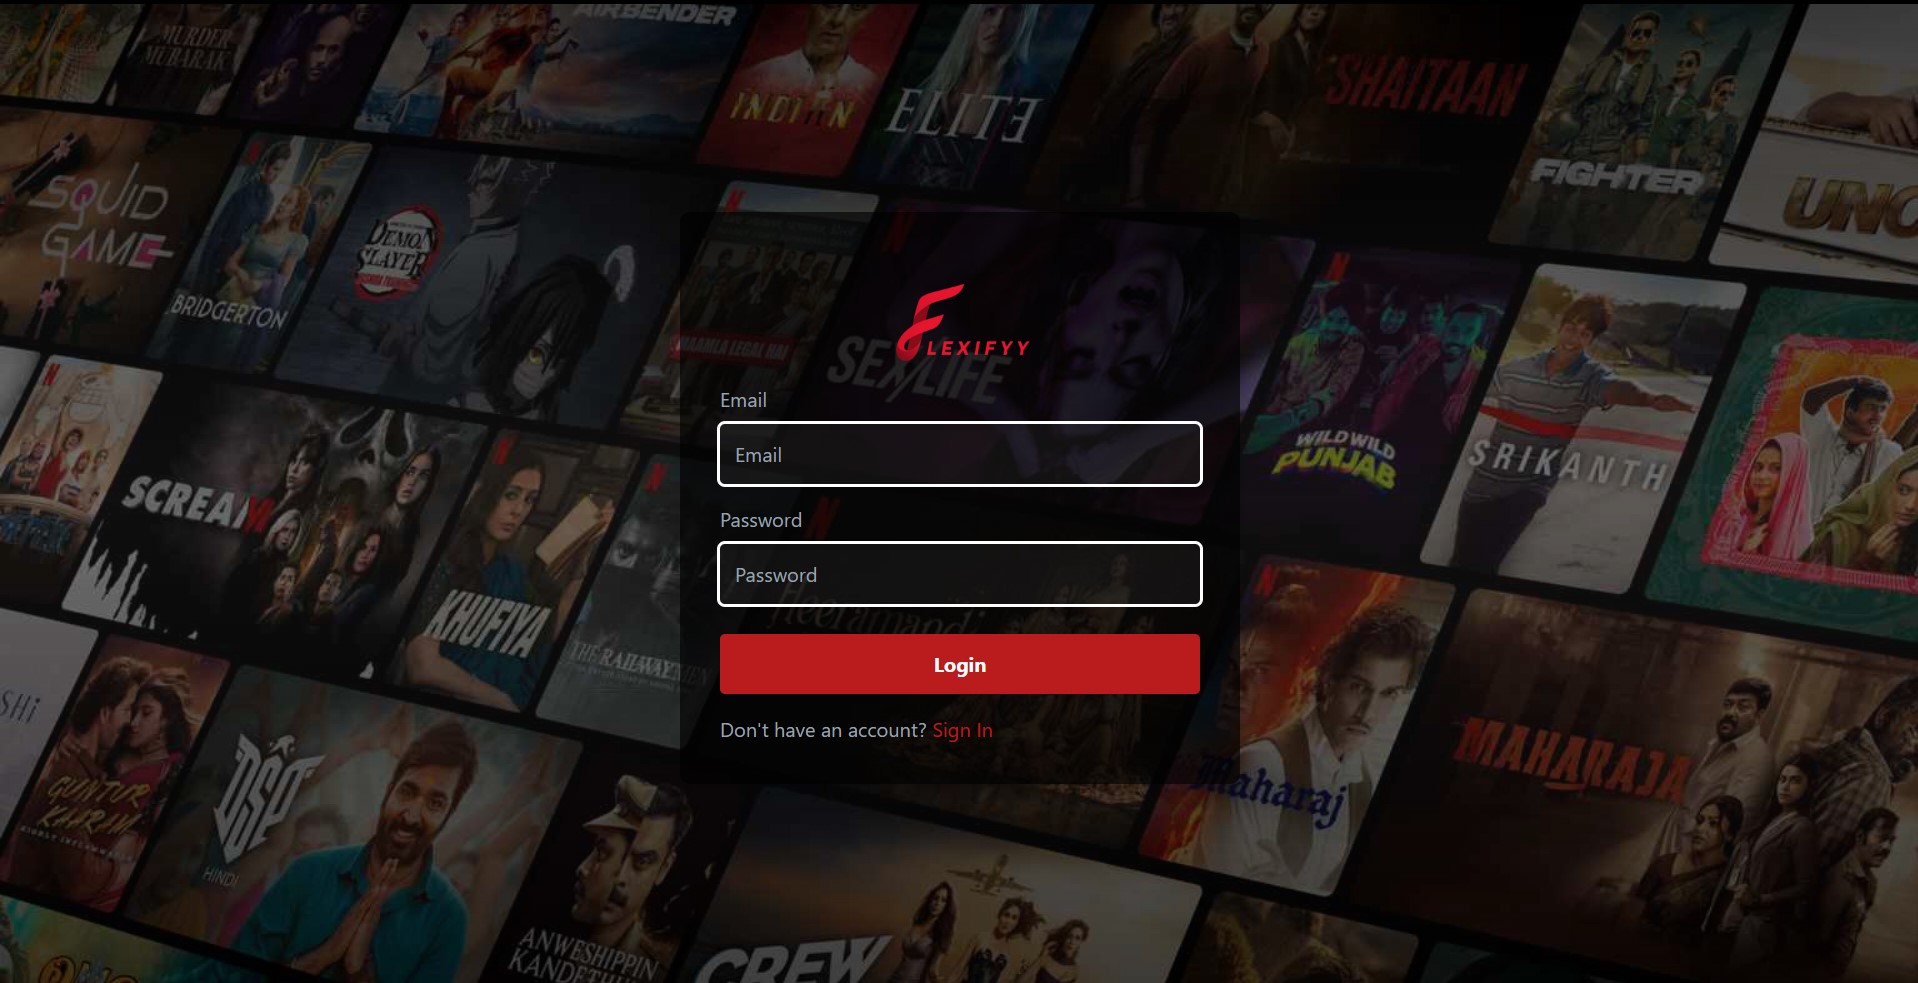 AIRBENDER
MURDER
MUBARAK
INDIAN
ELITE
SHAITAAN
FIGHTER
UNC
SQUID
GAME
BRIDGERTON
DEMON
SLAYER
MAAMLA LEGAL HAI
SEX/LIFE
FLEXIFYY
WILD WILD
PUNJAB
SRIKANTH
Email
Email
SCREAM
KHUFIYA
THE RAILWAY MEN
Password
Password
Heeramandi
Login
Don't have an account? Sign In
SHI
GUNTUR
KAARAM
DSP
HINDI
Maharaj
MAHARAJA
ANWESHIPPIN
KANDETHUM
CREW